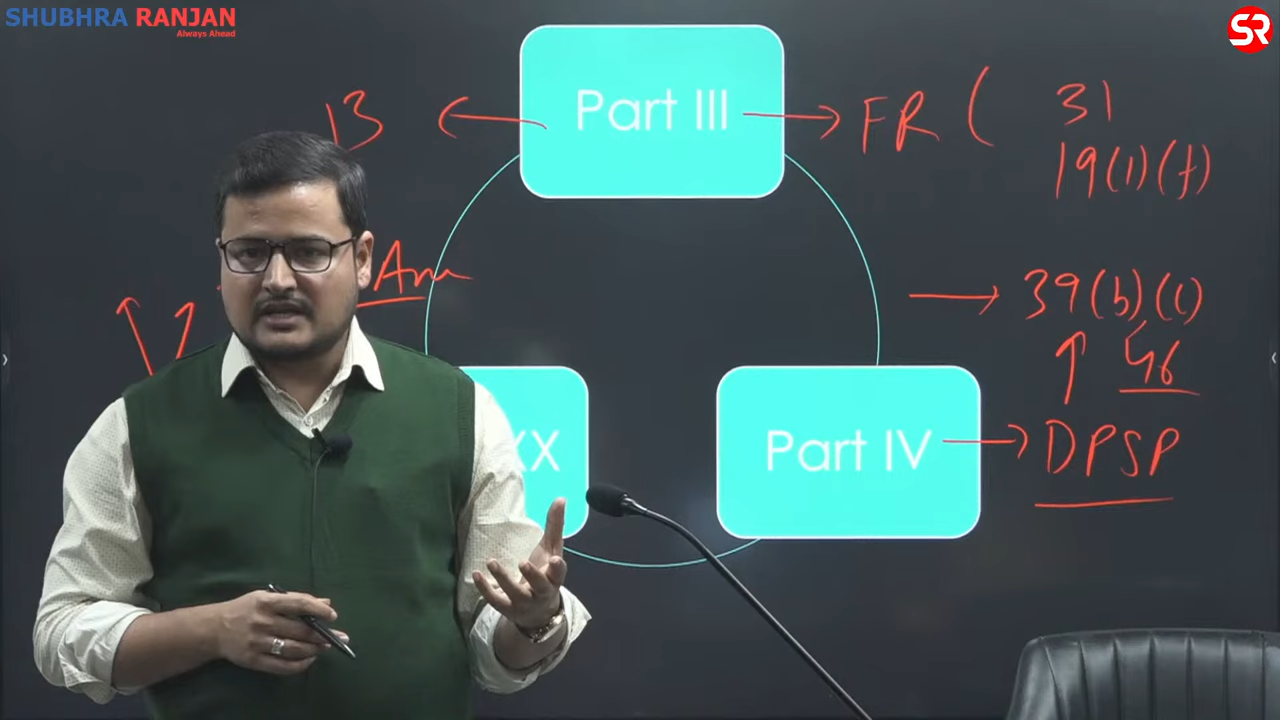 SHUBHRA RANJAN
Always Ahead
SR
Part III
13
FR (
31
19(1)(f)
Am
39(b)(c)
46
XX
Part IV
DPSP